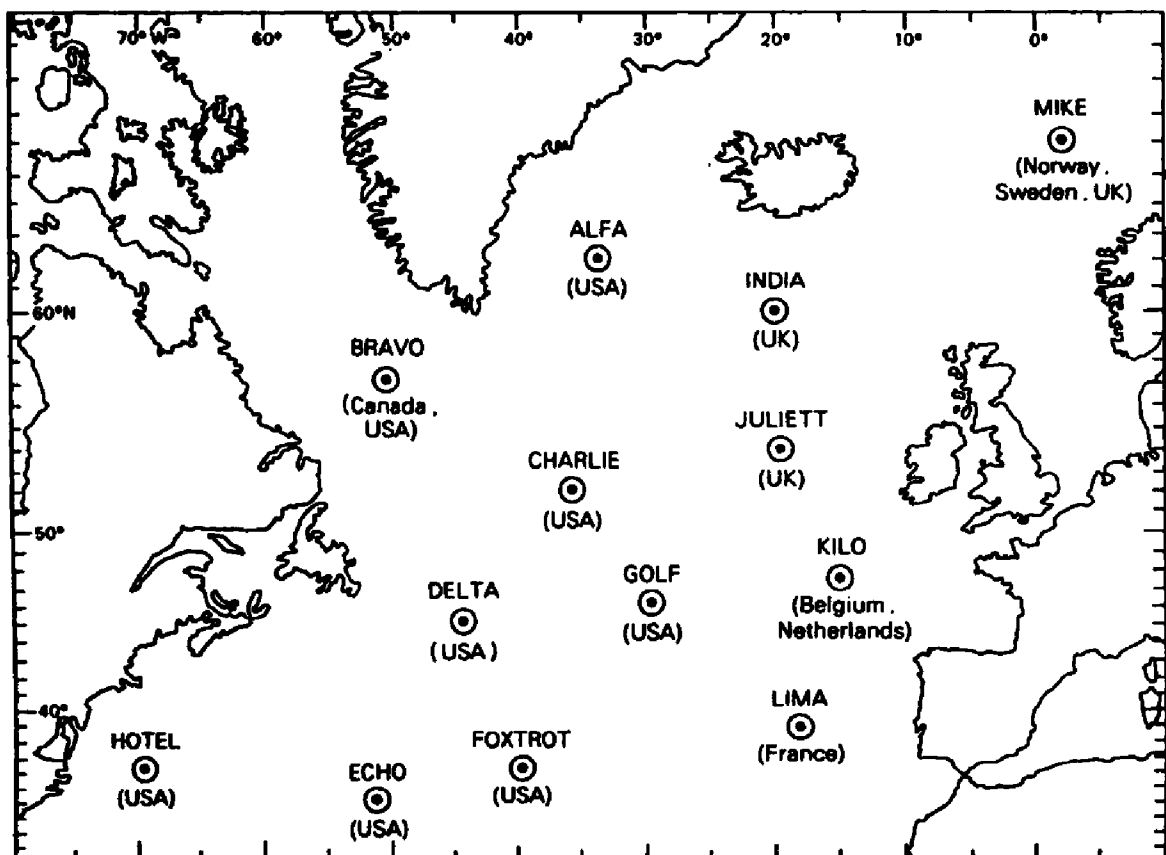 70° W 60° 50° 40° 30° 20° 10° 0°
MIKE
(Norway,
Sweden, UK)
ALFA
(USA)
INDIA
(UK)
60°N
BRAVO
(Canada,
USA)
JULIETT
(UK)
CHARLIE
(USA)
50°
KILO
(Belgium,
Netherlands)
GOLF
(USA)
DELTA
(USA)
LIMA
(France)
40°
HOTEL
(USA)
FOXTROT
(USA)
ECHO
(USA)